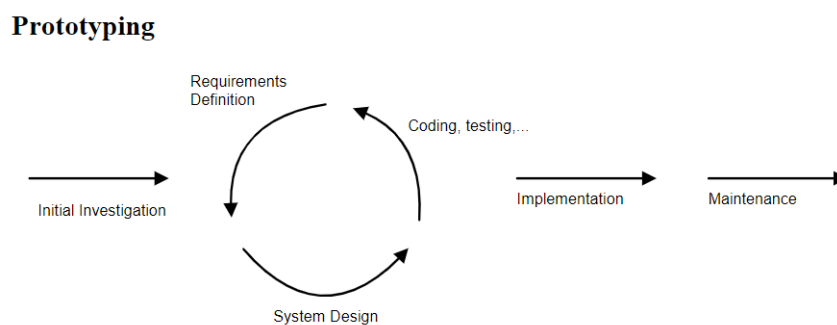 Prototyping
Requirements
Definition
Coding, testing,...
Initial Investigation
Implementation
Maintenance
System Design